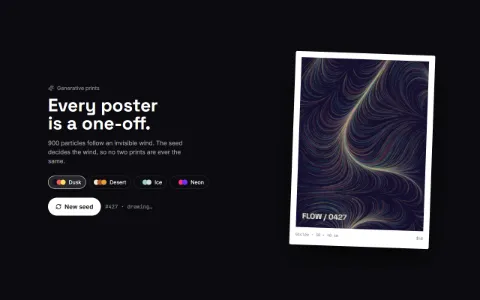 Generative prints
Every poster
is a one-off.
900 particles follow an invisible wind. The seed
decides the wind, so no two prints are ever the
same.
Dusk
Desert
Ice
Neon
New seed
#427 · drawing…
FLOW / 0427